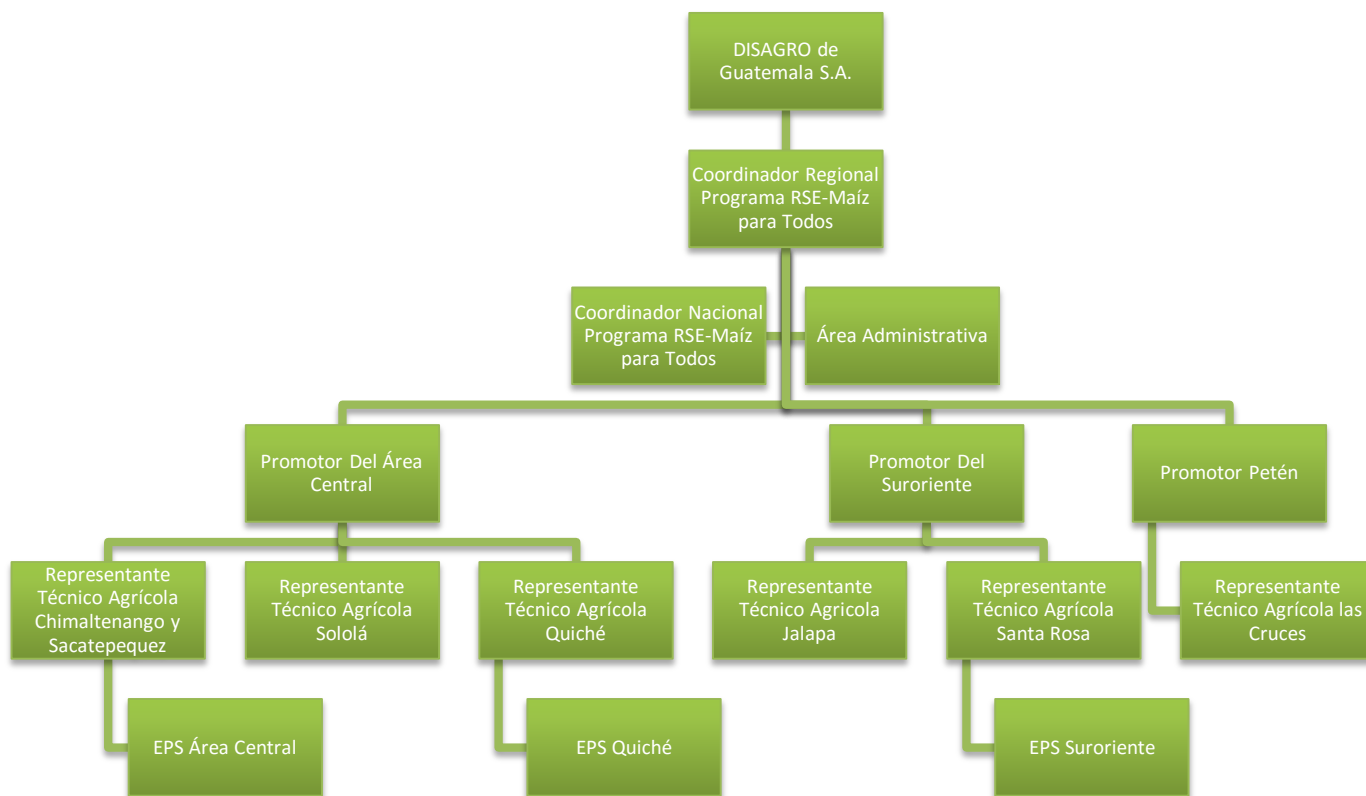 DISAGRO de
Guatemala S.A.
Coordinador Regional
Programa RSE-Maíz
para Todos
Coordinador Nacional
Programa RSE-Maíz
para Todos
Área Administrativa
Promotor Del Área
Central
Promotor Del
Suroriente
Promotor Petén
Representante
Técnico Agrícola
Chimaltenango y
Sacatepequez
Representante
Técnico Agrícola
Sololá
Representante
Técnico Agrícola
Quiché
Representante
Técnico Agricola
Jalapa
Representante
Técnico Agrícola
Santa Rosa
Representante
Técnico Agrícola las
Cruces
EPS Área Central
EPS Quiché
EPS Suroriente